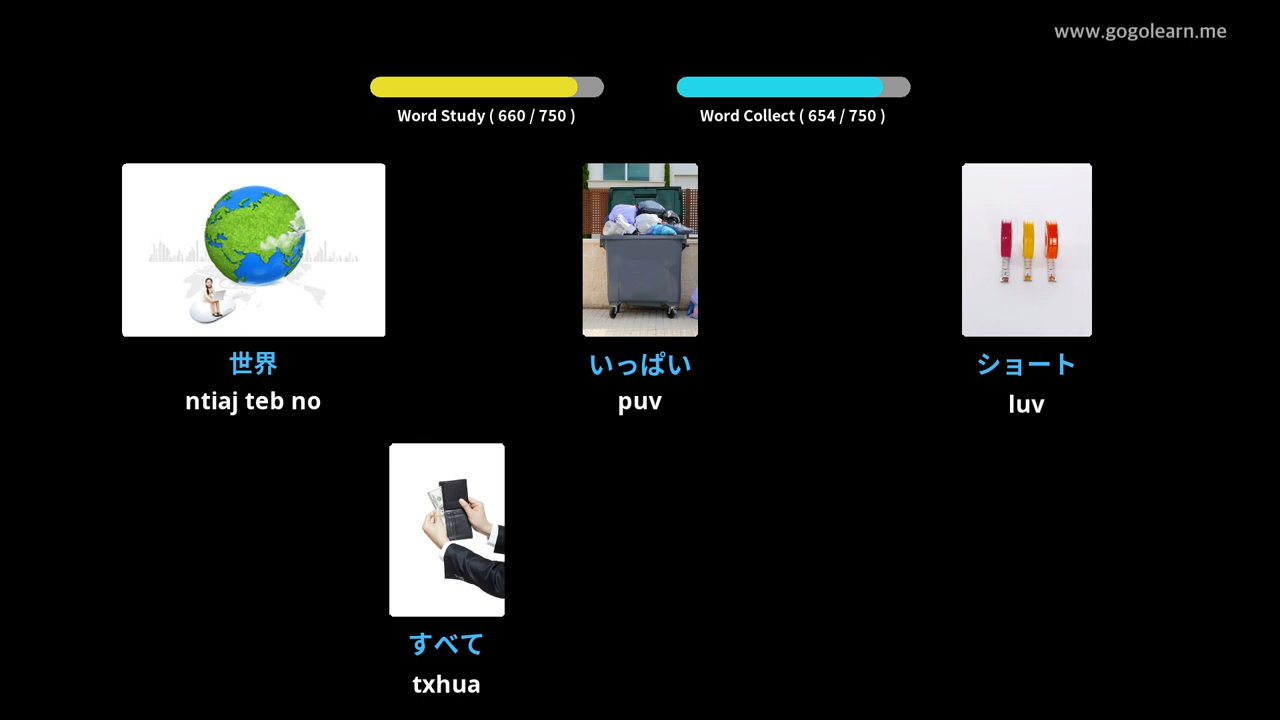 www.gogolearn.me
Word Study ( 660 / 750 )
Word Collect ( 654 / 750 )
世界
いっぱい
ショート
ntiaj teb no
puv
luv
すべて
txhua